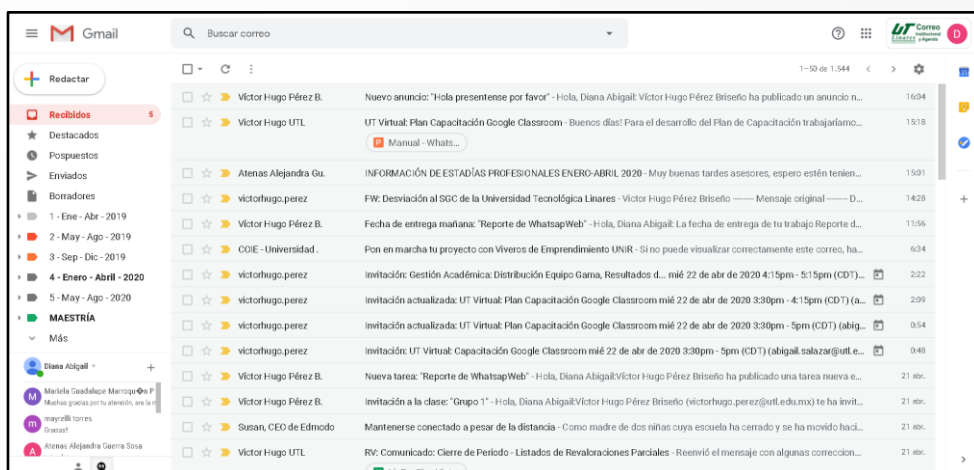 Gmail
Buscar correo
UT Correo
Linares Institucional y Agenda
D
Redactar
1–50 de 1.544
Recibidos 5
Destacados
Pospuestos
Enviados
Borradores
1 - Ene - Abr - 2019
2 - May - Ago - 2019
3 - Sep - Dic - 2019
4 - Enero - Abril - 2020
5 - May - Ago - 2020
MAESTRÍA
Más
Diana Abigail
M Mariela Guadalupe Marroqu�n F
Muchas gracias por tu atención, are la
m mayrelli torres
Gracias!!
A Atenas Alejandra Guerra Sosa
Víctor Hugo Pérez B. Nuevo anuncio: "Hola presentense por favor" - Hola, Diana Abigail: Víctor Hugo Pérez Briseño ha publicado un anuncio n... 16:04
Victor Hugo UTL UT Virtual: Plan Capacitación Google Classroom - Buenos días! Para el desarrollo del Plan de Capacitación trabajaríamo... 15:18
P Manual - Whats...
Atenas Alejandra Gu. INFORMACIÓN DE ESTADÍAS PROFESIONALES ENERO-ABRIL 2020 - Muy buenas tardes asesores, espero estén tenien... 15:01
victorhugo.perez FW: Desviación al SGC de la Universidad Tecnológica Linares - Victor Hugo Pérez Briseño —— Mensaje original —— D... 14:28
Víctor Hugo Pérez B. Fecha de entrega mañana: "Reporte de WhatsapWeb" - Hola, Diana Abigail: La fecha de entrega de tu trabajo Reporte d... 11:56
COIE - Universidad . Pon en marcha tu proyecto con Viveros de Emprendimiento UNIR - Si no puede visualizar correctamente este correo, ha... 6:34
victorhugo.perez Invitación: Gestión Académica: Distribución Equipo Gama, Resultados d... mié 22 de abr de 2020 4:15pm - 5:15pm (CDT)... 2:22
victorhugo.perez Invitación actualizada: UT Virtual: Plan Capacitación Google Classroom mié 22 de abr de 2020 3:30pm - 4:15pm (CDT) (a... 2:09
victorhugo.perez Invitación actualizada: UT Virtual: Plan Capacitación Google Classroom mié 22 de abr de 2020 3:30pm - 5pm (CDT) (abig... 0:54
victorhugo.perez Invitación: UT Virtual: Capacitación Google Classroom mié 22 de abr de 2020 3:30pm - 5pm (CDT) (abigail.salazar@utl.e... 0:48
Víctor Hugo Pérez B. Nueva tarea: "Reporte de WhatsapWeb" - Hola, Diana Abigail:Víctor Hugo Pérez Briseño ha publicado una tarea nueva e... 21 abr.
Víctor Hugo Pérez B. Invitación a la clase: "Grupo 1" - Hola, Diana Abigail:Víctor Hugo Pérez Briseño (victorhugo.perez@utl.edu.mx) te ha invit... 21 abr.
Susan, CEO de Edmodo Mantenerse conectado a pesar de la distancia - Como madre de dos niñas cuya escuela ha cerrado y se ha movido haci... 21 abr.
Victor Hugo UTL RV: Comunicado: Cierre de Periodo - Listados de Revaloraciones Parciales - Reenvió el mensaje con algunas correccion... 21 abr.